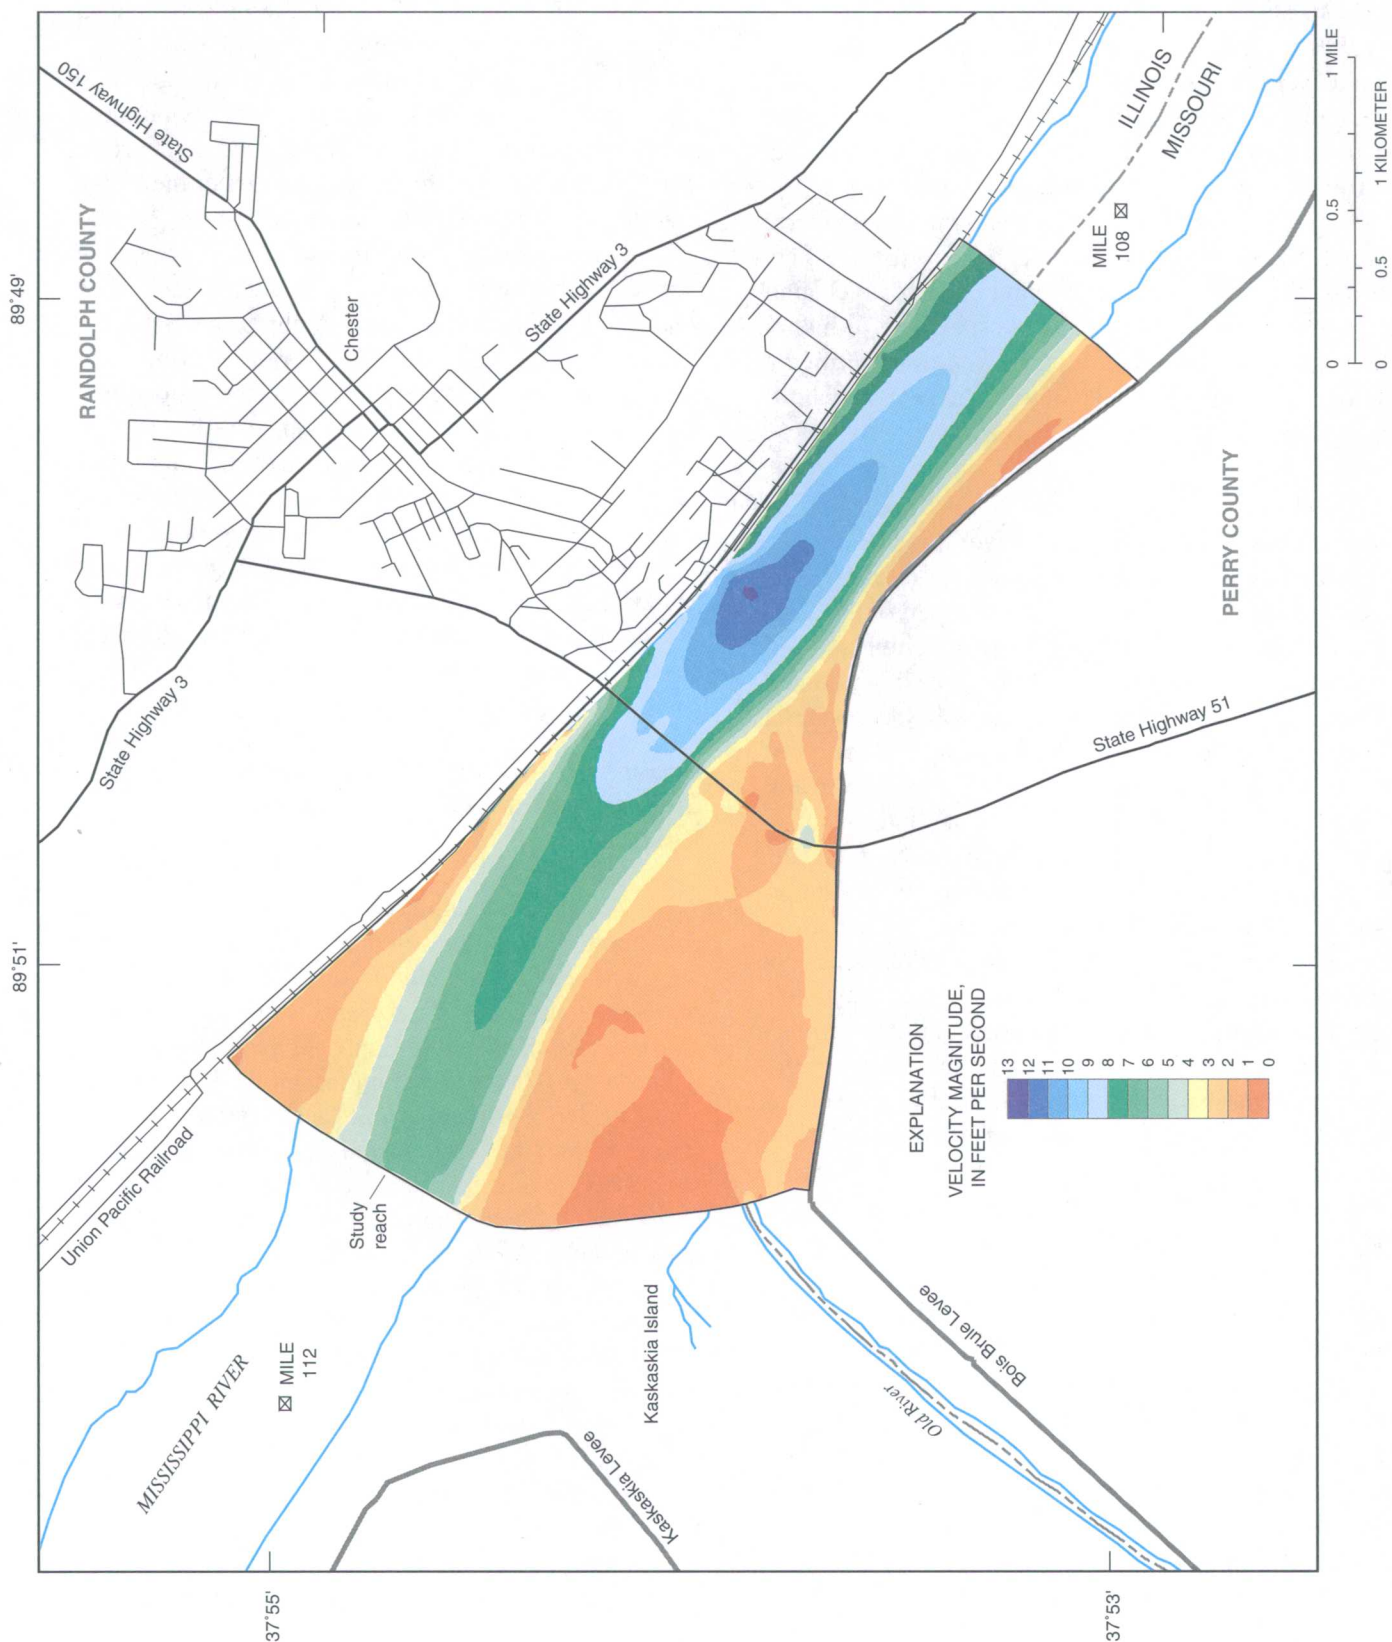 89°51'
89°49'
37°55'
37°53'
RANDOLPH COUNTY
State Highway 150
State Highway 3
Chester
State Highway 3
Union Pacific Railroad
MISSISSIPPI RIVER
MILE
112
Study
reach
Kaskaskia Island
Kaskaskia Levee
Old River
Bois Brule Levee
State Highway 51
PERRY COUNTY
ILLINOIS
MISSOURI
MILE
108
EXPLANATION
VELOCITY MAGNITUDE,
IN FEET PER SECOND
13
12
11
10
9
8
7
6
5
4
3
2
1
0
0 0.5 1 MILE
0 0.5 1 KILOMETER